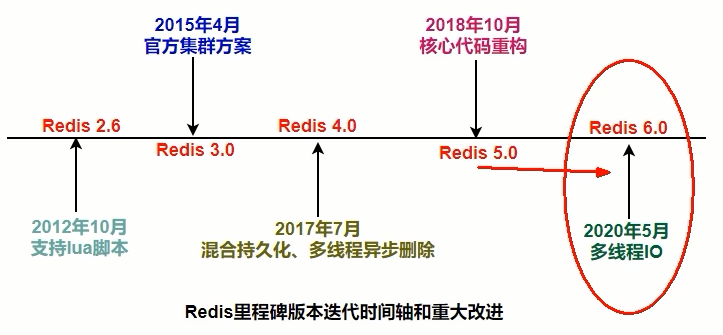 2015年4月
官方集群方案
2018年10月
核心代码重构
Redis 2.6
Redis 3.0
Redis 4.0
Redis 5.0
Redis 6.0
2012年10月
支持lua脚本
2017年7月
混合持久化、多线程异步删除
2020年5月
多线程IO
Redis里程碑版本迭代时间轴和重大改进